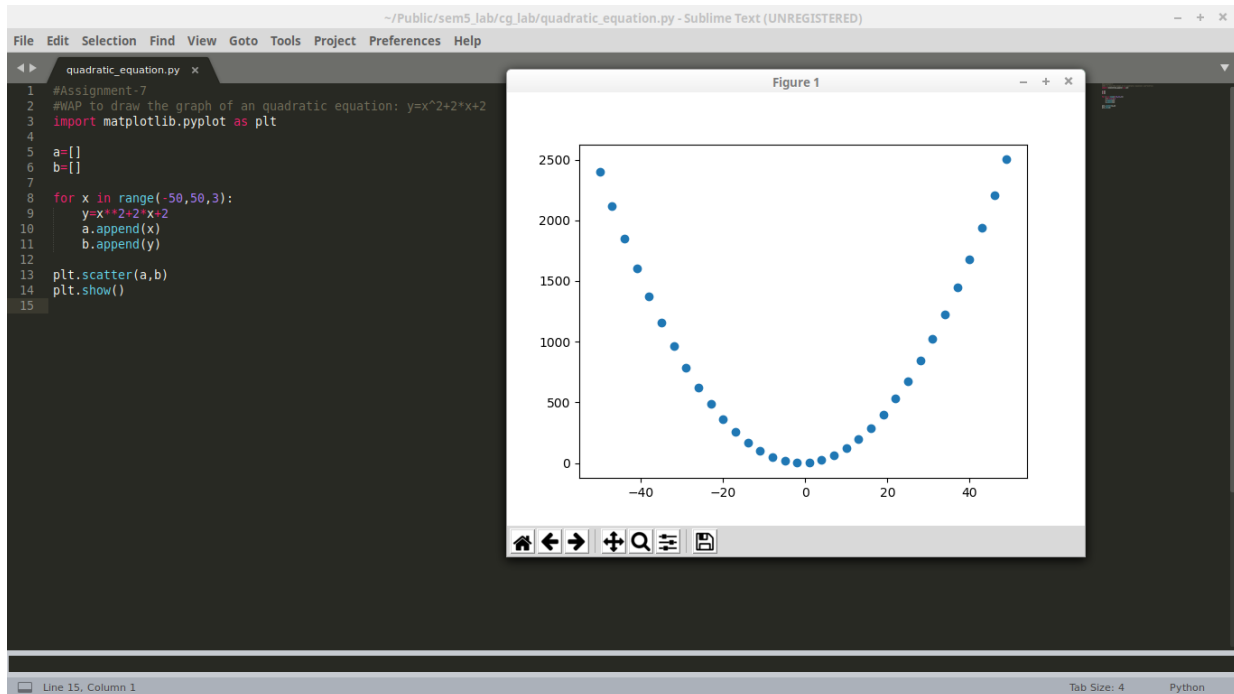 ~/Public/sem5_lab/cg_lab/quadratic_equation.py - Sublime Text (UNREGISTERED)
File Edit Selection Find View Goto Tools Project Preferences Help
quadratic_equation.py ×
1 #Assignment-7
2 #WAP to draw the graph of an quadratic equation: y=x^2+2*x+2
3 import matplotlib.pyplot as plt
4
5 a=[]
6 b=[]
7
8 for x in range(-50,50,3):
9     y=x**2+2*x+2
10     a.append(x)
11     b.append(y)
12
13 plt.scatter(a,b)
14 plt.show()
15
Figure 1
2500
2000
1500
1000
500
0
−40 −20 0 20 40
Line 15, Column 1
Tab Size: 4 Python